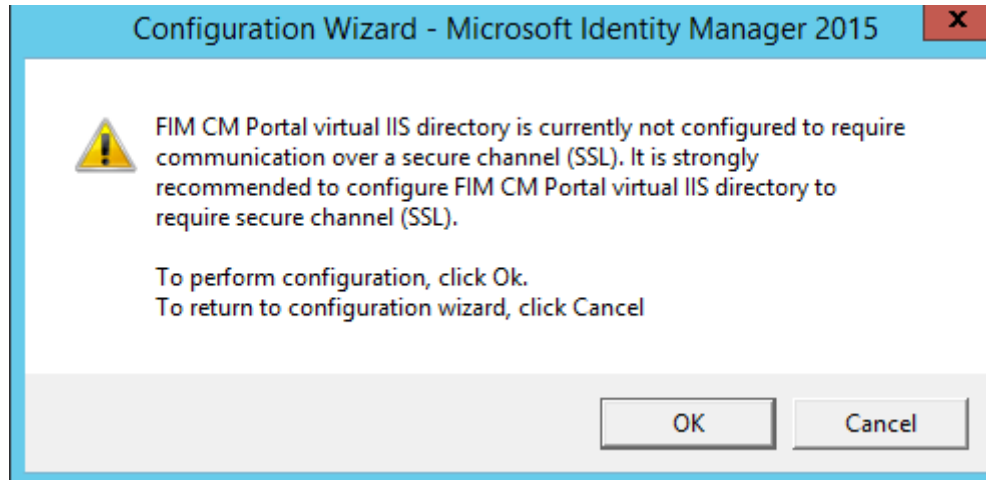 Configuration Wizard - Microsoft Identity Manager 2015
x
FIM CM Portal virtual IIS directory is currently not configured to require
communication over a secure channel (SSL). It is strongly
recommended to configure FIM CM Portal virtual IIS directory to
require secure channel (SSL).
To perform configuration, click Ok.
To return to configuration wizard, click Cancel
OK
Cancel